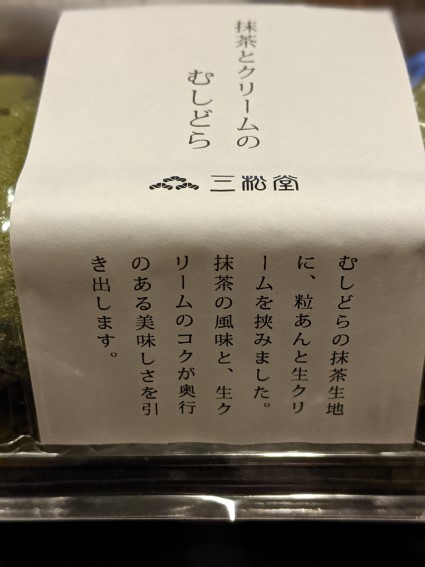 抹茶とクリームの
むしどら
三松堂
むしどらの抹茶生地
に、粒あんと生クリ
ームを挟みました。
抹茶の風味と、生ク
リームのコクが奥行
のある美味しさを引
き出します。